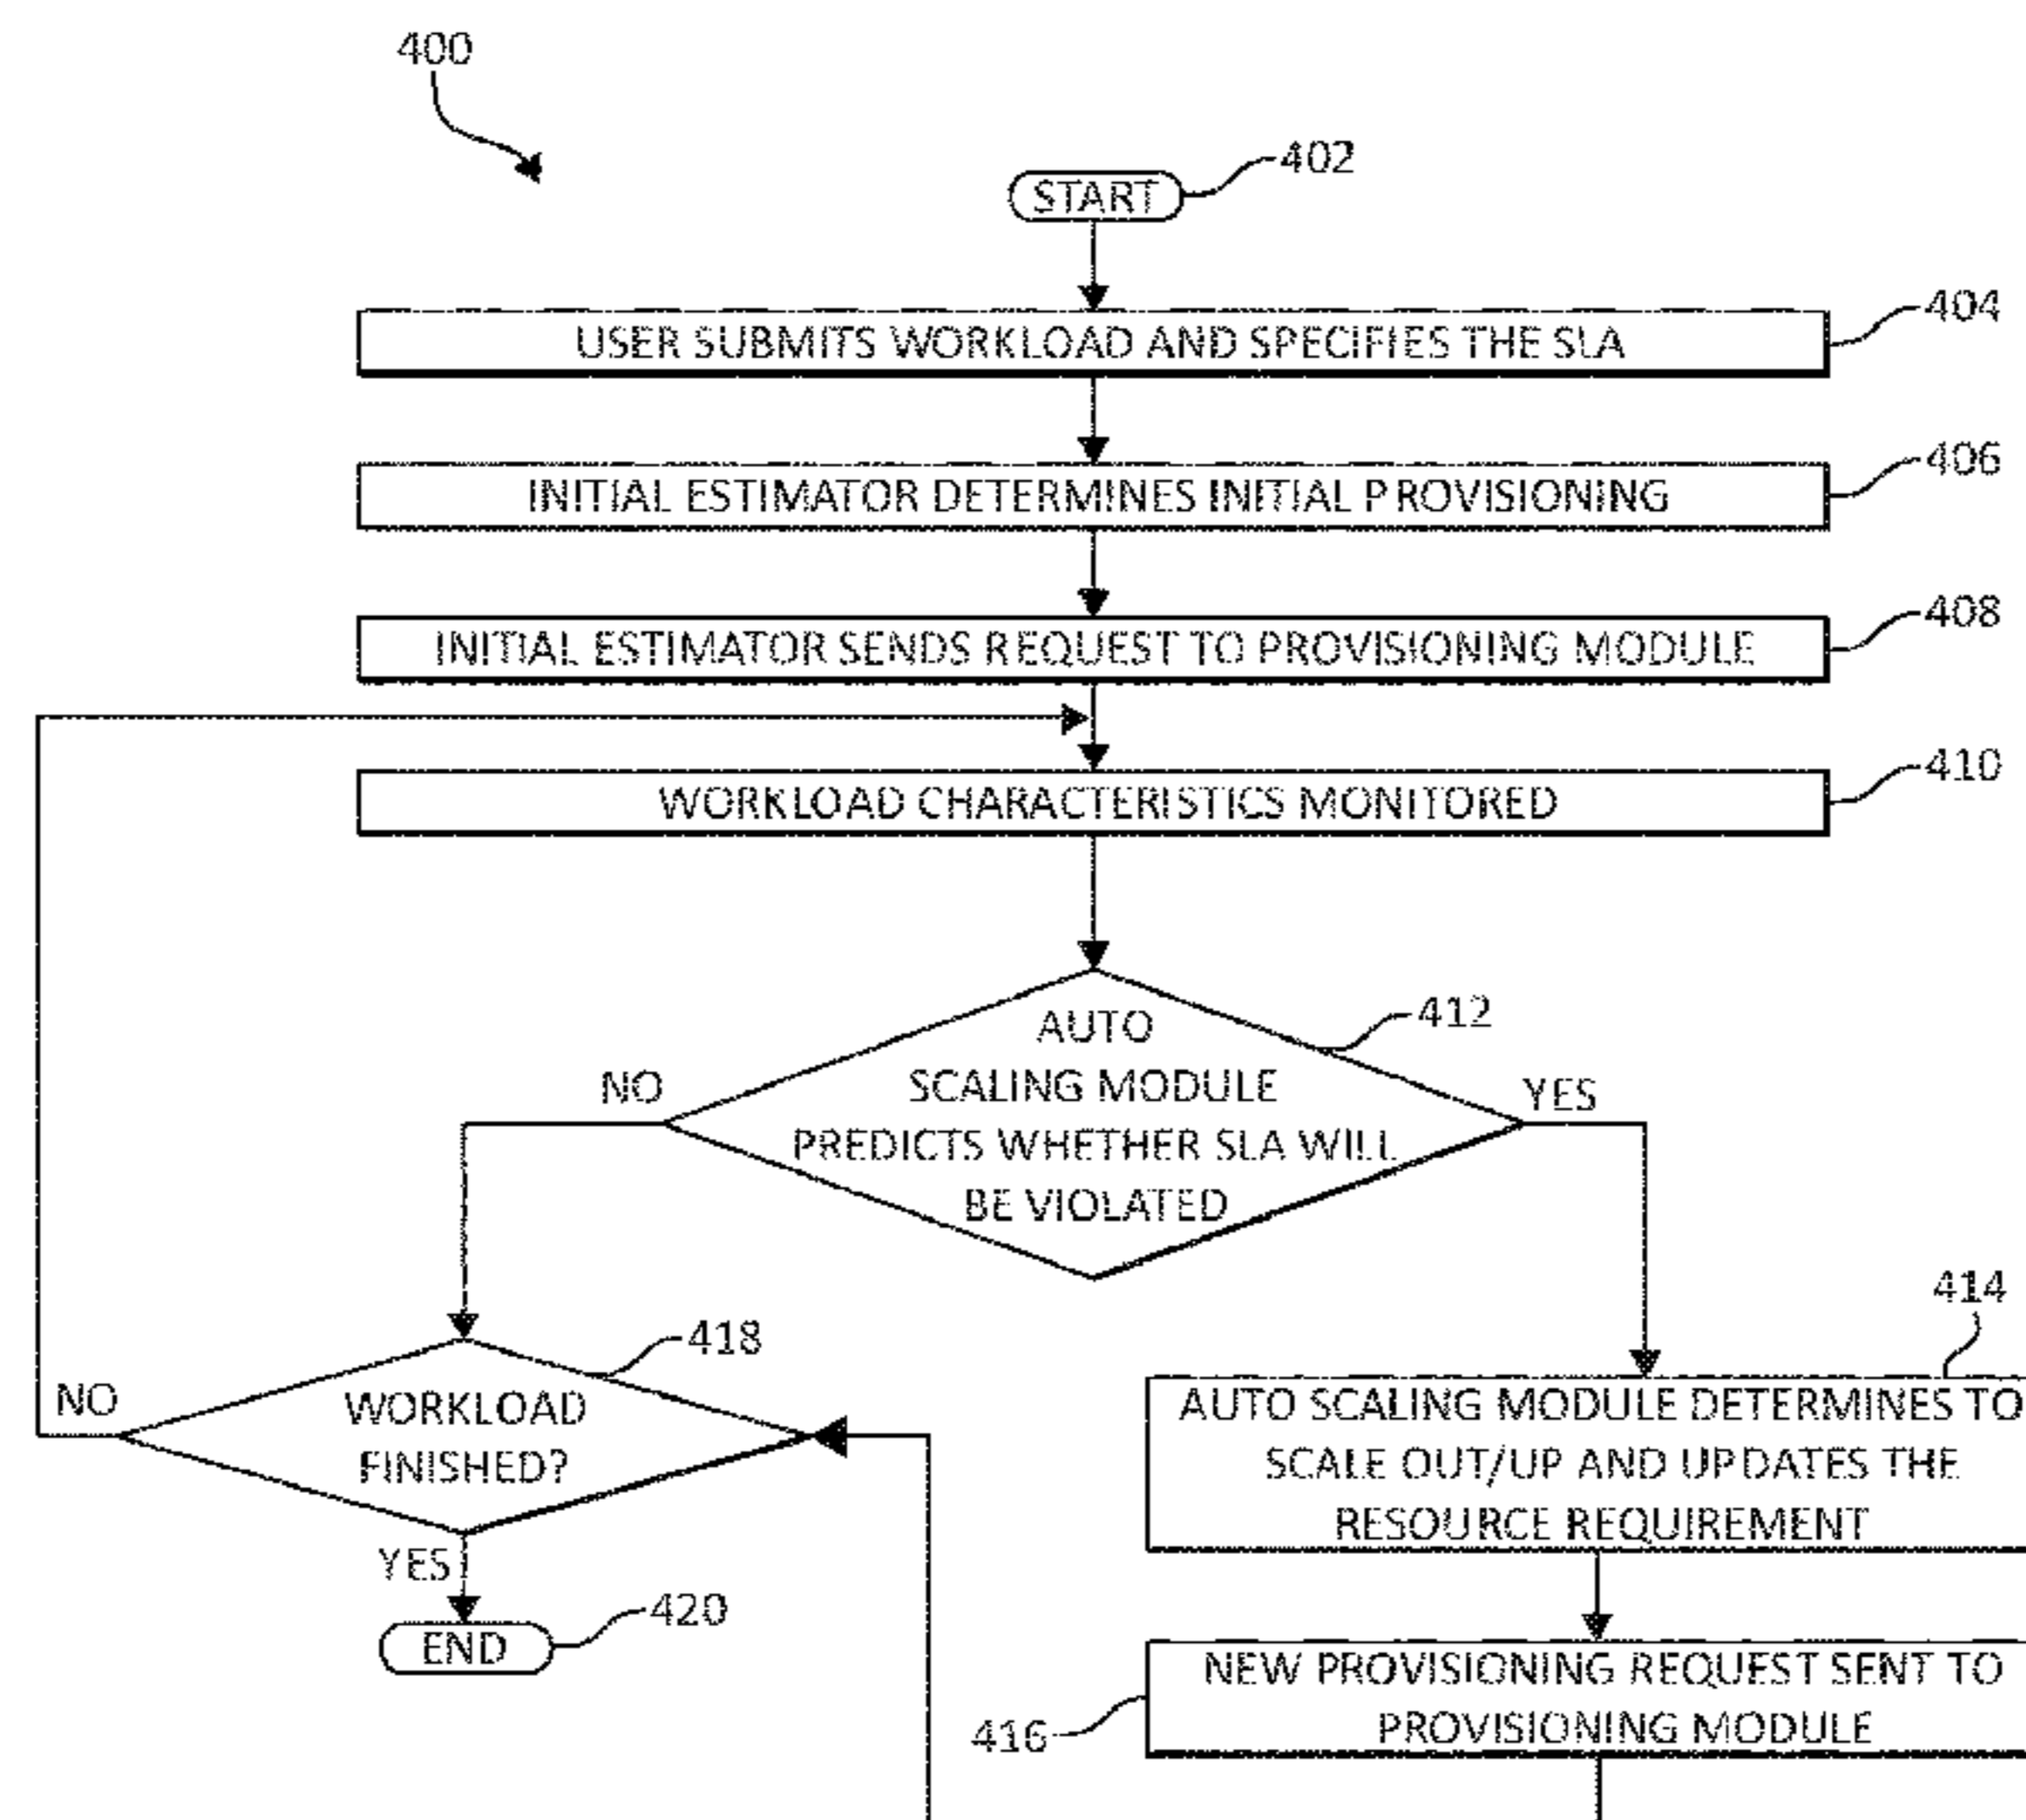 400
START
402
USER SUBMITS WORKLOAD AND SPECIFIES THE SLA
404
INITIAL ESTIMATOR DETERMINES INITIAL PROVISIONING
406
INITIAL ESTIMATOR SENDS REQUEST TO PROVISIONING MODULE
408
WORKLOAD CHARACTERISTICS MONITORED
410
AUTO
SCALING MODULE
PREDICTS WHETHER SLA WILL
BE VIOLATED
412
NO
YES
414
AUTO SCALING MODULE DETERMINES TO
SCALE OUT/UP AND UPDATES THE
RESOURCE REQUIREMENT
418
NO
WORKLOAD
FINISHED?
YES
END
420
NEW PROVISIONING REQUEST SENT TO
PROVISIONING MODULE
416